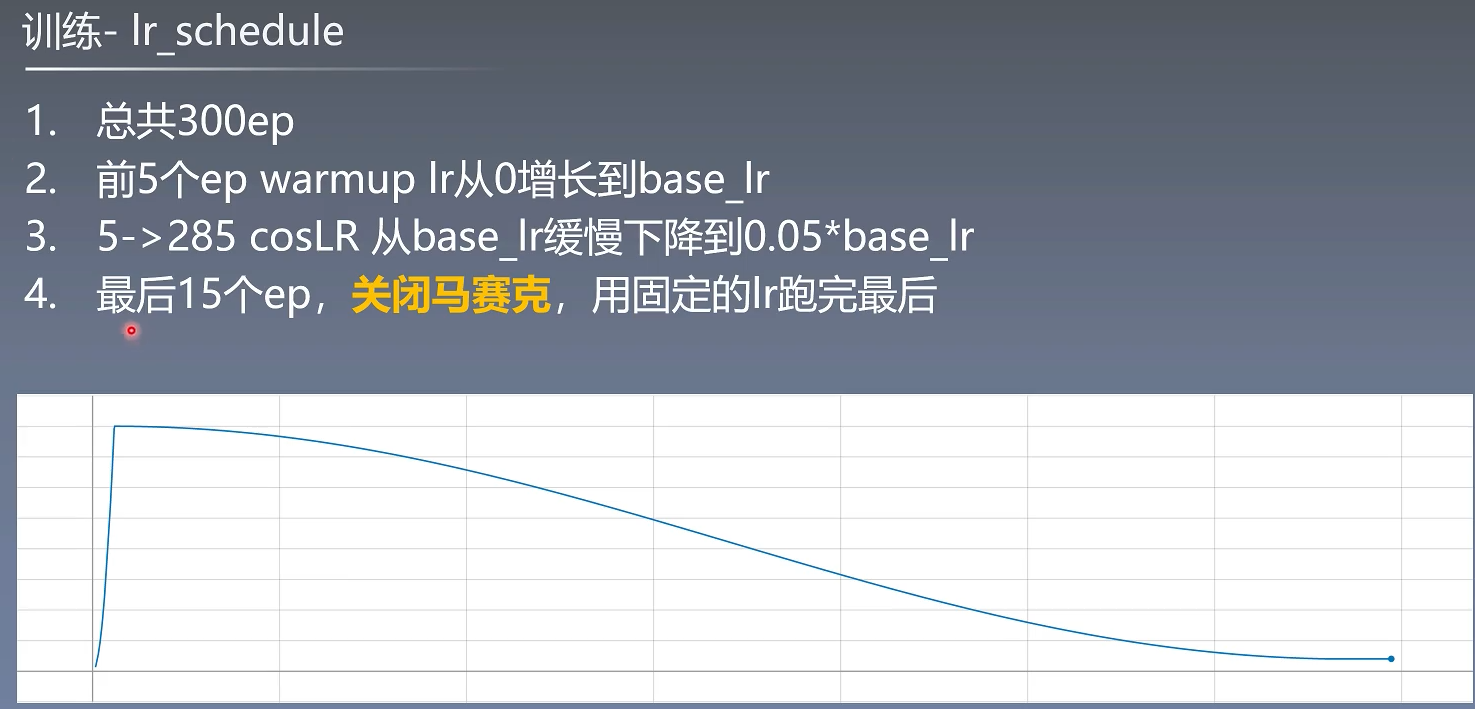 训练- lr_schedule
1. 总共300ep
2. 前5个ep warmup lr从0增长到base_lr
3. 5->285 cosLR 从base_lr缓慢下降到0.05*base_lr
4. 最后15个ep，关闭马赛克，用固定的lr跑完最后